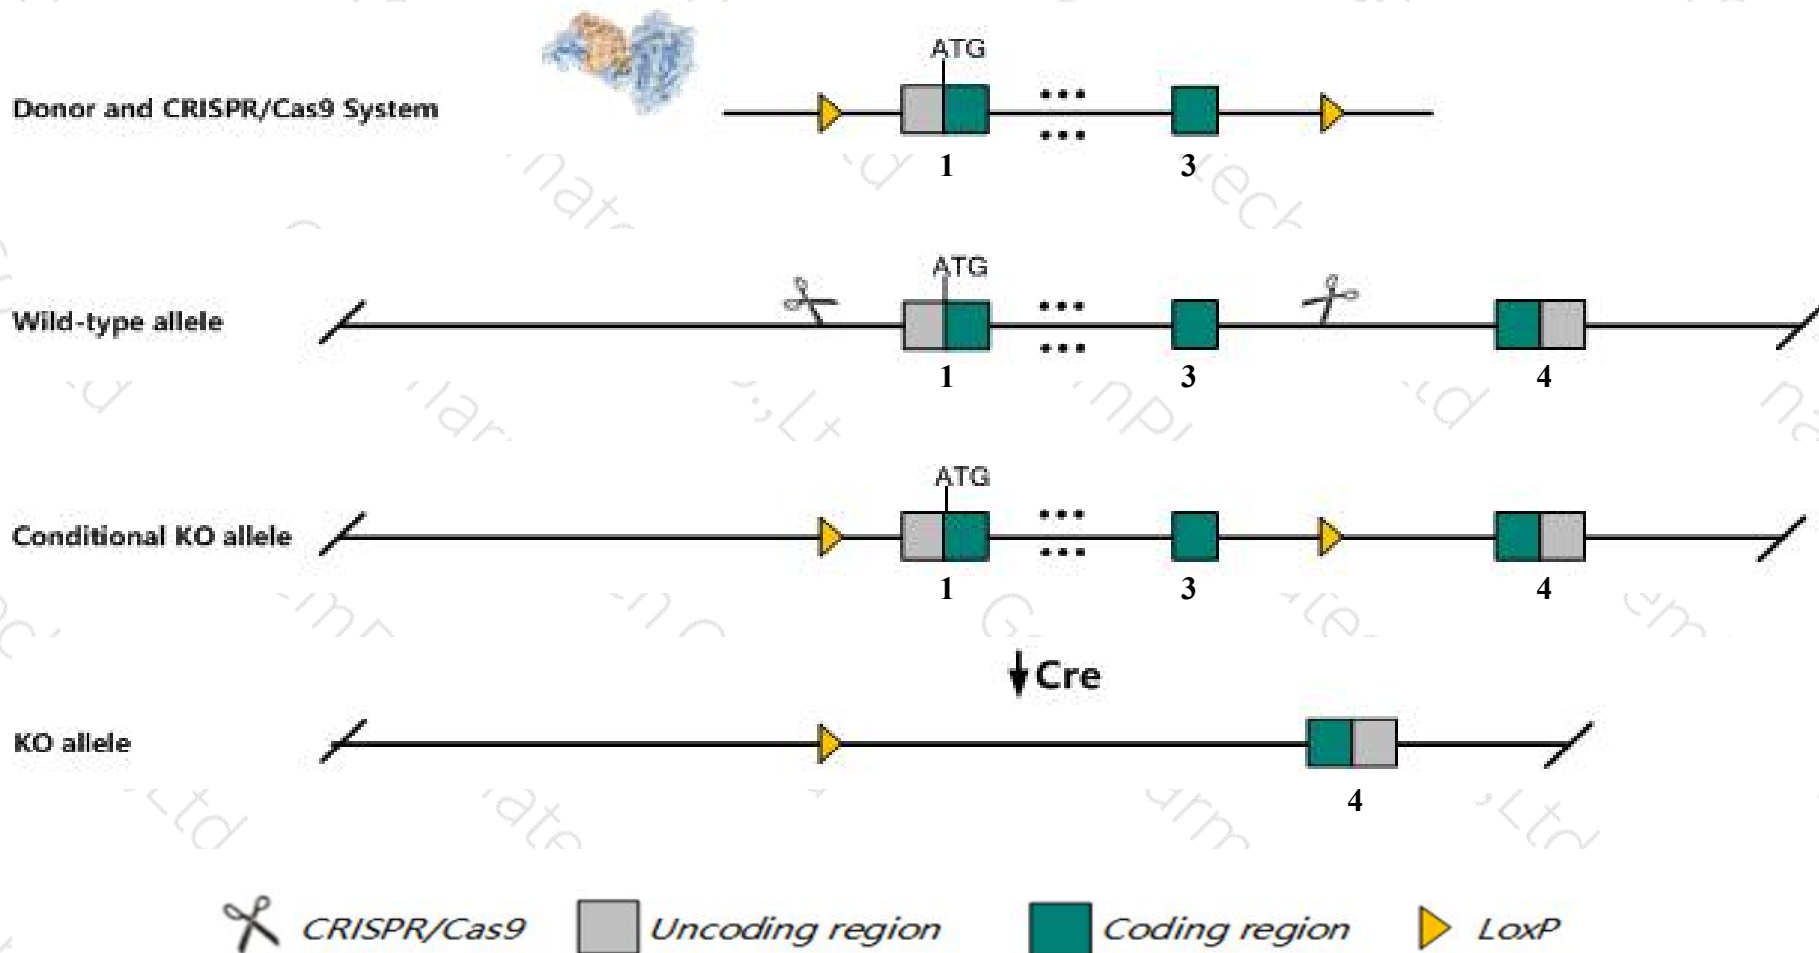 ATG
Donor and CRISPR/Cas9 System
1 3
ATG
Wild-type allele
1 3 4
ATG
Conditional KO allele
1 3 4
Cre
KO allele
4
CRISPR/Cas9 Uncoding region Coding region LoxP